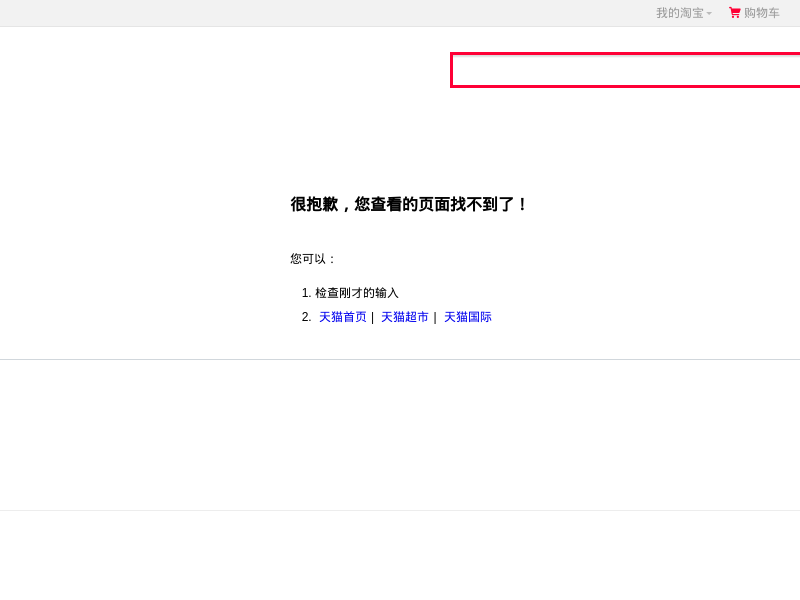 我的淘宝 购物车
很抱歉，您查看的页面找不到了！
您可以：
1. 检查刚才的输入
2. 天猫首页 | 天猫超市 | 天猫国际